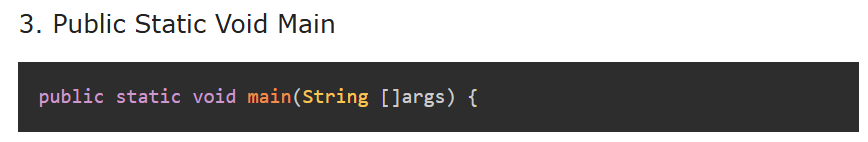 3. Public Static Void Main
public static void main(String []args) {